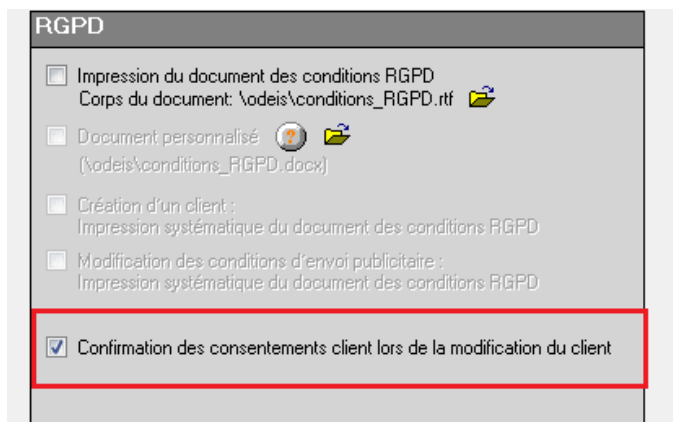 RGPD
Impression du document des conditions RGPD
Corps du document: \odeis\conditions_RGPD.rtf
Document personnalisé ?
(\odeis\conditions_RGPD.docx)
Création d'un client :
Impression systématique du document des conditions RGPD
Modification des conditions d'envoi publicitaire :
Impression systématique du document des conditions RGPD
Confirmation des consentements client lors de la modification du client